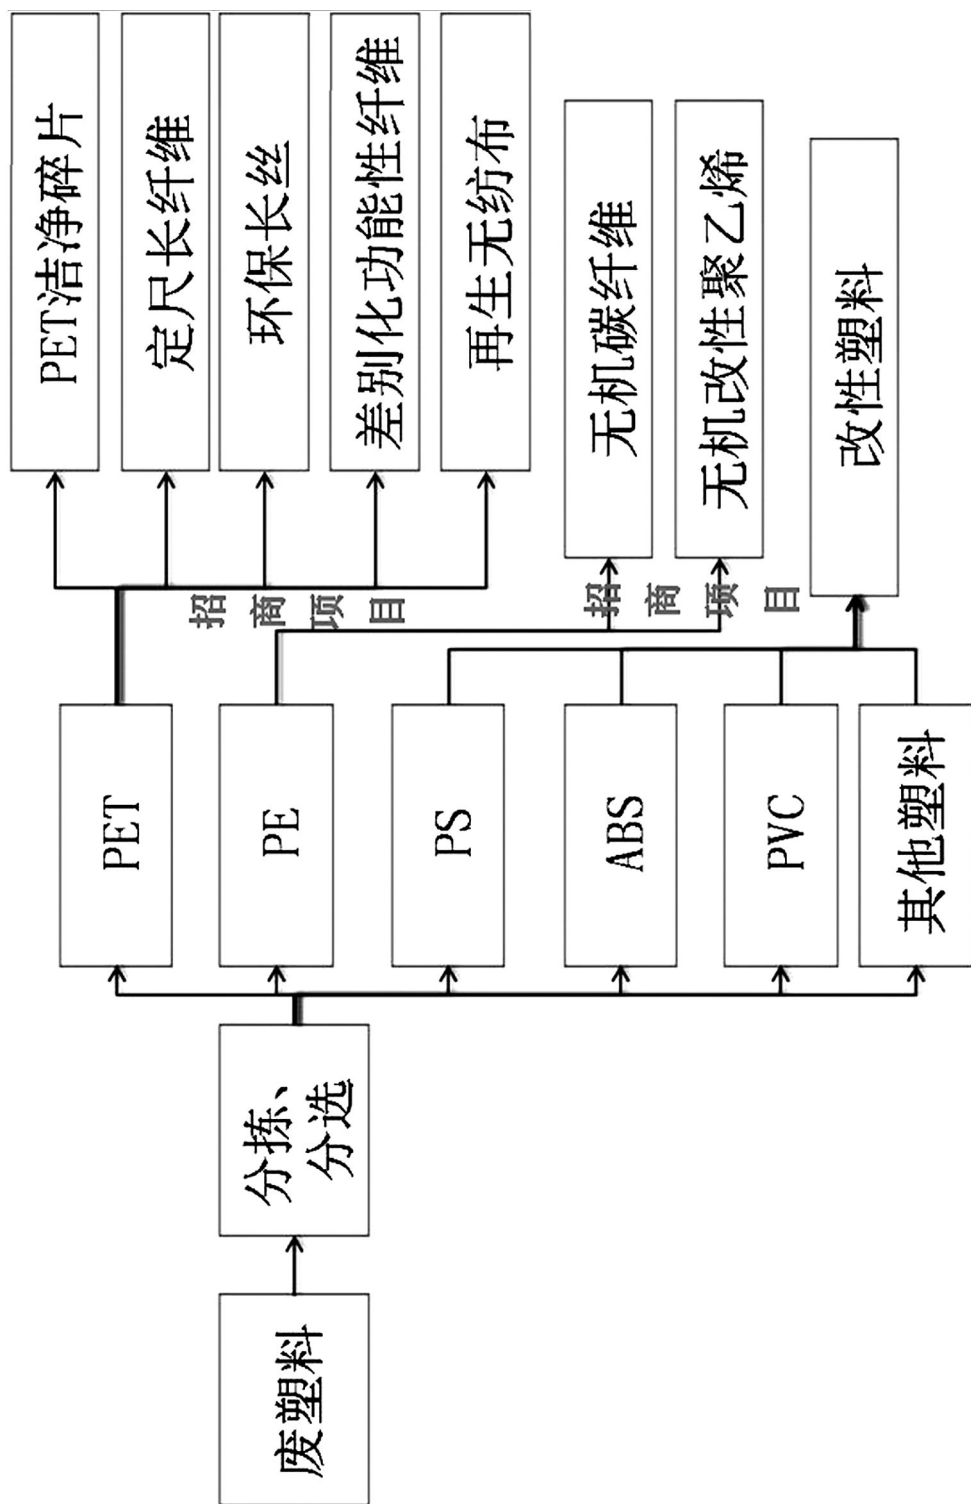 废塑料
分拣、
分选
PET
PE
PS
ABS
PVC
其他塑料
招商项目
招商项目
PET洁净碎片
定尺长纤维
环保长丝
差别化功能性纤维
再生无纺布
无机碳纤维
无机改性聚乙烯
改性塑料